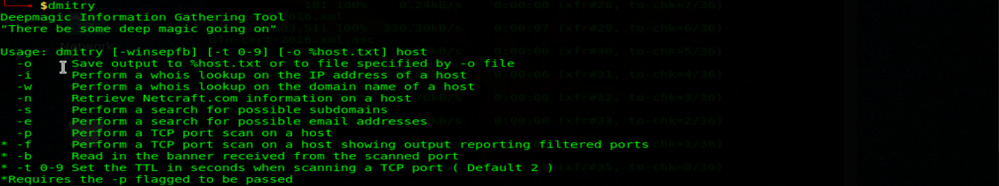 $dmitry
Deepmagic Information Gathering Tool
"There be some deep magic going on"
Usage: dmitry [-winsepfb] [-t 0-9] [-o %host.txt] host
-o Save output to %host.txt or to file specified by -o file
-i Perform a whois lookup on the IP address of a host
-w Perform a whois lookup on the domain name of a host
-n Retrieve Netcraft.com information on a host
-s Perform a search for possible subdomains
-e Perform a search for possible email addresses
-p Perform a TCP port scan on a host
* -f Perform a TCP port scan on a host showing output reporting filtered ports
* -b Read in the banner received from the scanned port
* -t 0-9 Set the TTL in seconds when scanning a TCP port ( Default 2 )
*Requires the -p flagged to be passed